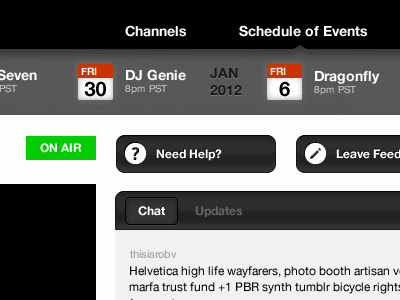 Channels Schedule of Events
Seven
PST
FRI
30
DJ Genie
8pm PST
JAN
2012
FRI
6
Dragonfly
8pm PST
ON AIR
? Need Help?
Leave Feed
Chat Updates
thisisrobv
Helvetica high life wayfarers, photo booth artisan
marfa trust fund +1 PBR synth tumblr bicycle rights